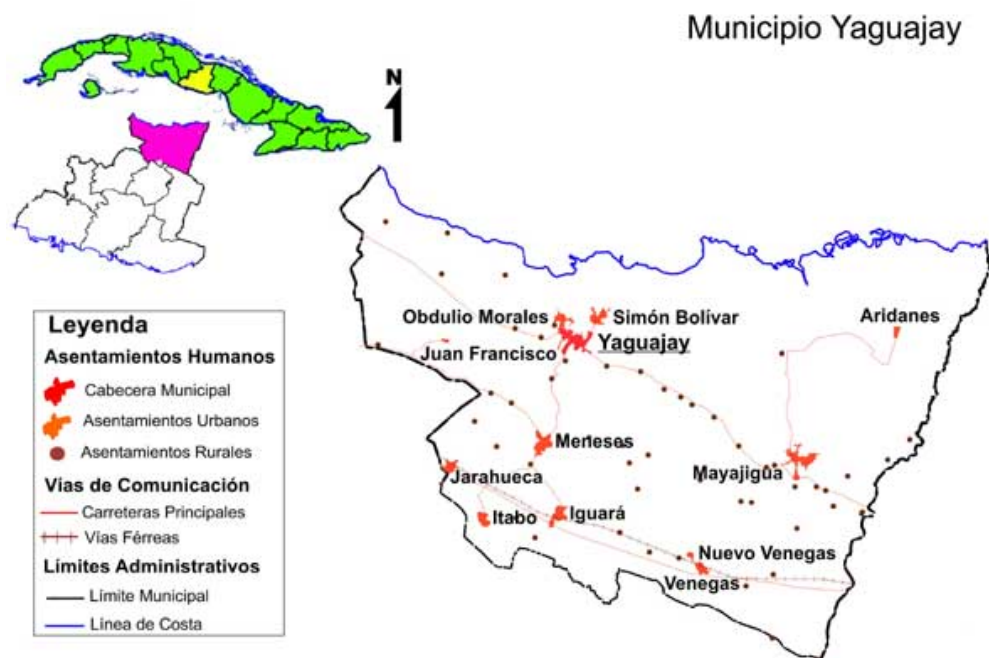 Municipio Yaguajay
N
Obdulio Morales
Simón Bolívar
Aridanes
Yaguajay
Juan Francisco
Meneses
Mayajigüa
Jarahueca
Itabo
Iguará
Nuevo Venegas
Venegas
Leyenda
Asentamientos Humanos
Cabecera Municipal
Asentamientos Urbanos
Asentamientos Rurales
Vías de Comunicación
Carreteras Principales
Vías Férreas
Límites Administrativos
Límite Municipal
Línea de Costa